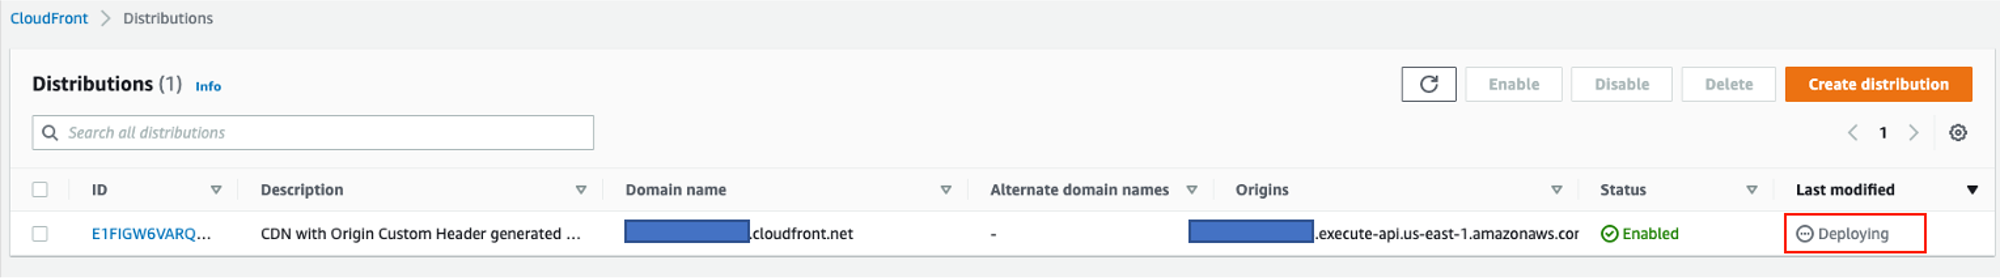 CloudFront > Distributions
Distributions (1) Info
Enable Disable Delete Create distribution
Search all distributions
1
ID Description Domain name Alternate domain names Origins Status Last modified
E1FIGW6VARQ... CDN with Origin Custom Header generated ... .cloudfront.net - .execute-api.us-east-1.amazonaws.cor Enabled Deploying